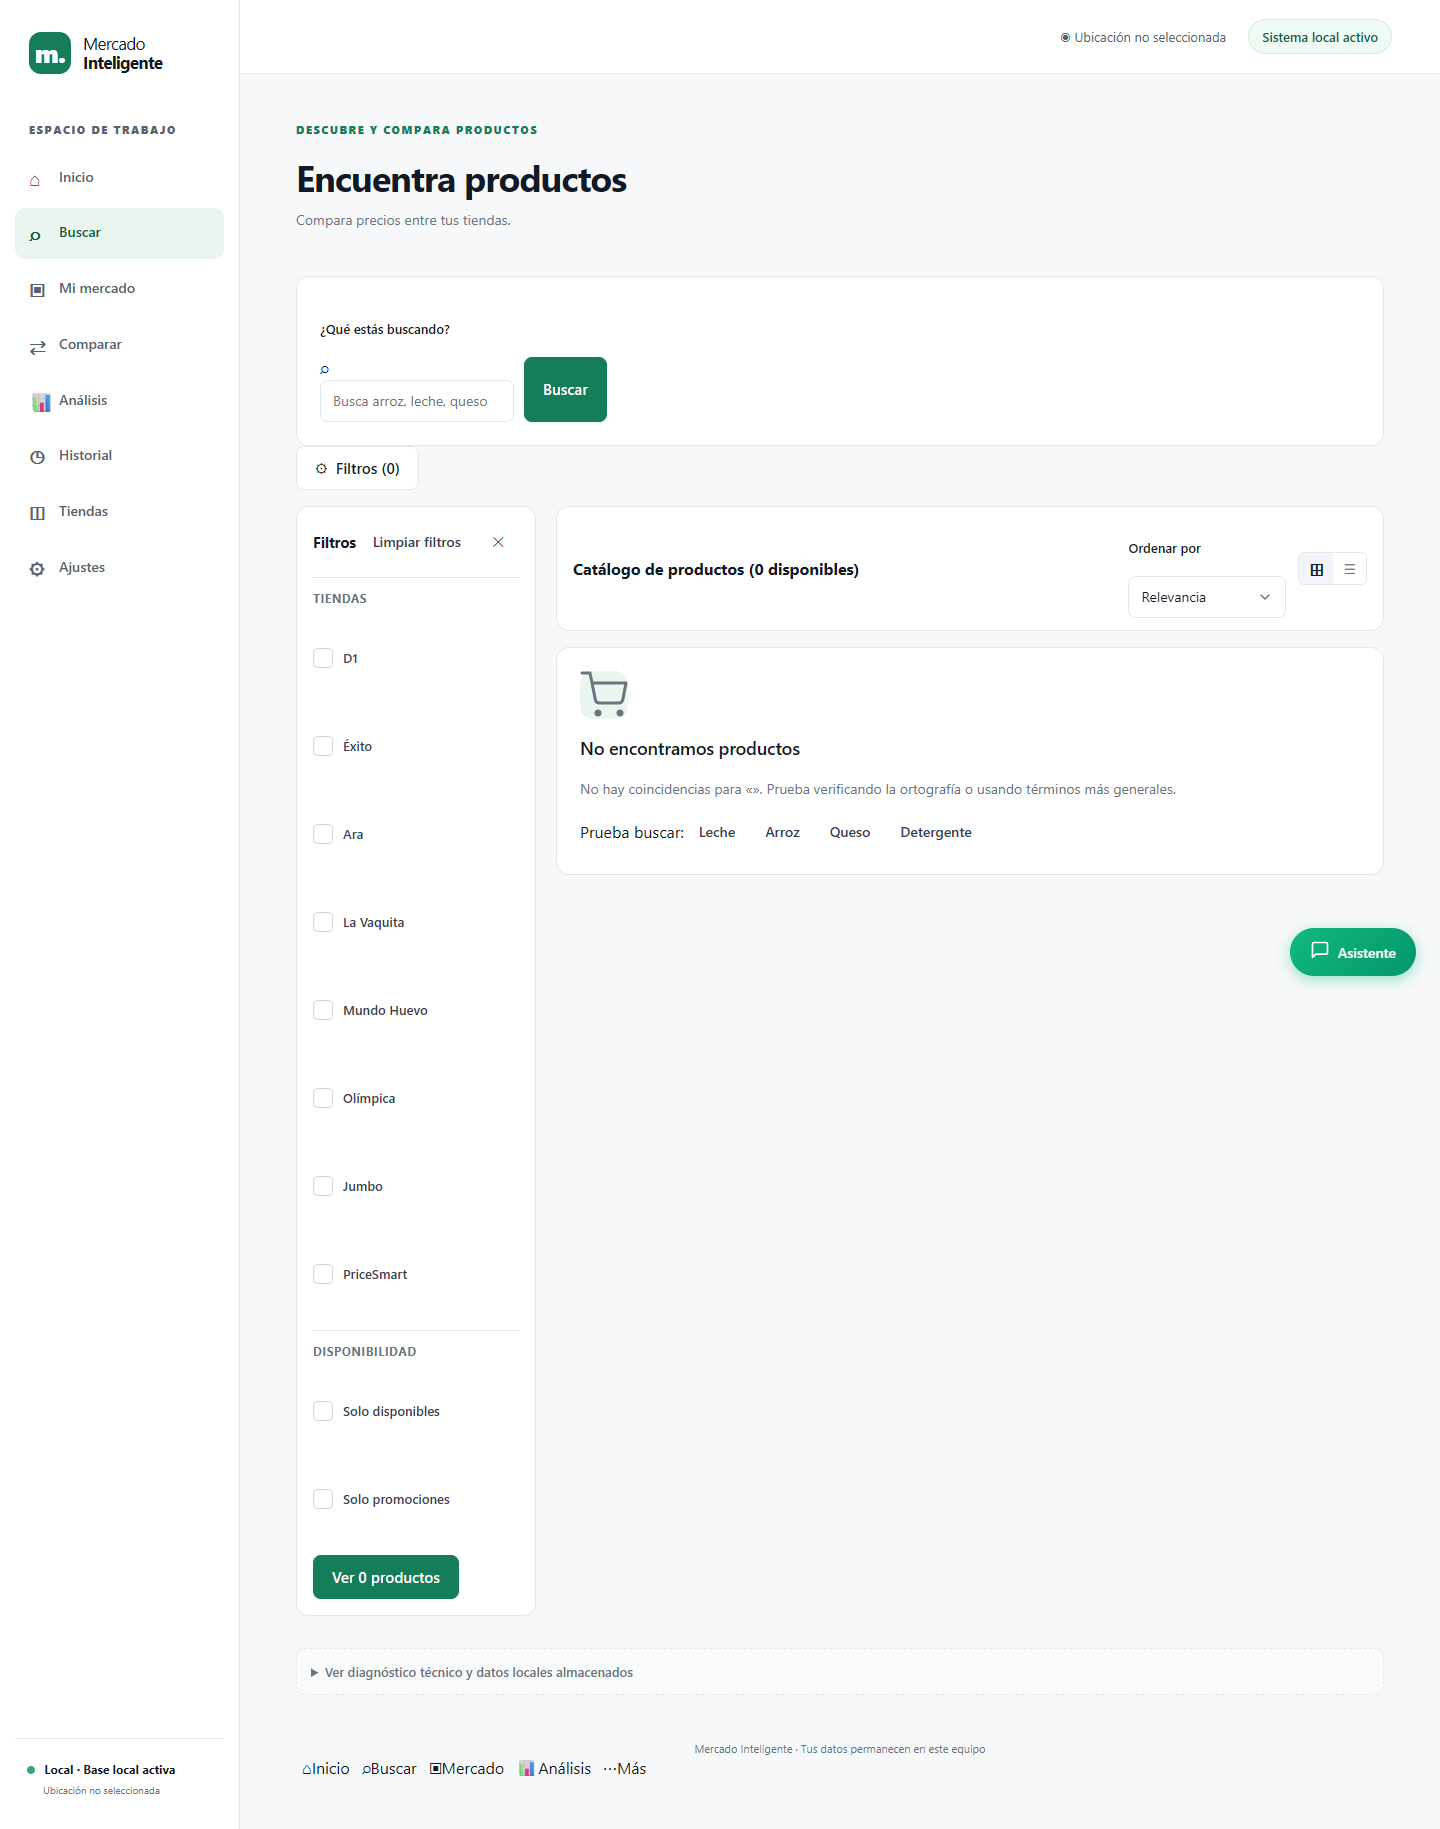 m.
Mercado
Inteligente
Ubicación no seleccionada
Sistema local activo
ESPACIO DE TRABAJO
Inicio
Buscar
Mi mercado
Comparar
Análisis
Historial
Tiendas
Ajustes
DESCUBRE Y COMPARA PRODUCTOS
Encuentra productos
Compara precios entre tus tiendas.
¿Qué estás buscando?
Busca arroz, leche, queso
Buscar
Filtros (0)
Filtros
Limpiar filtros
TIENDAS
D1
Éxito
Ara
La Vaquita
Mundo Huevo
Olímpica
Jumbo
PriceSmart
DISPONIBILIDAD
Solo disponibles
Solo promociones
Ver 0 productos
Catálogo de productos (0 disponibles)
Ordenar por
Relevancia
No encontramos productos
No hay coincidencias para «». Prueba verificando la ortografía o usando términos más generales.
Prueba buscar: Leche Arroz Queso Detergente
Asistente
Ver diagnóstico técnico y datos locales almacenados
Mercado Inteligente · Tus datos permanecen en este equipo
Inicio Buscar Mercado Análisis ···Más
Local · Base local activa
Ubicación no seleccionada